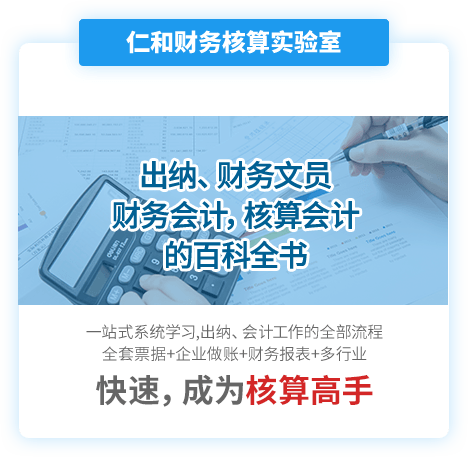 仁和财务核算实验室
出纳、财务文员
财务会计，核算会计
的百科全书
一站式系统学习,出纳、会计工作的全部流程
全套票据+企业做账+财务报表+多行业
快速，成为核算高手